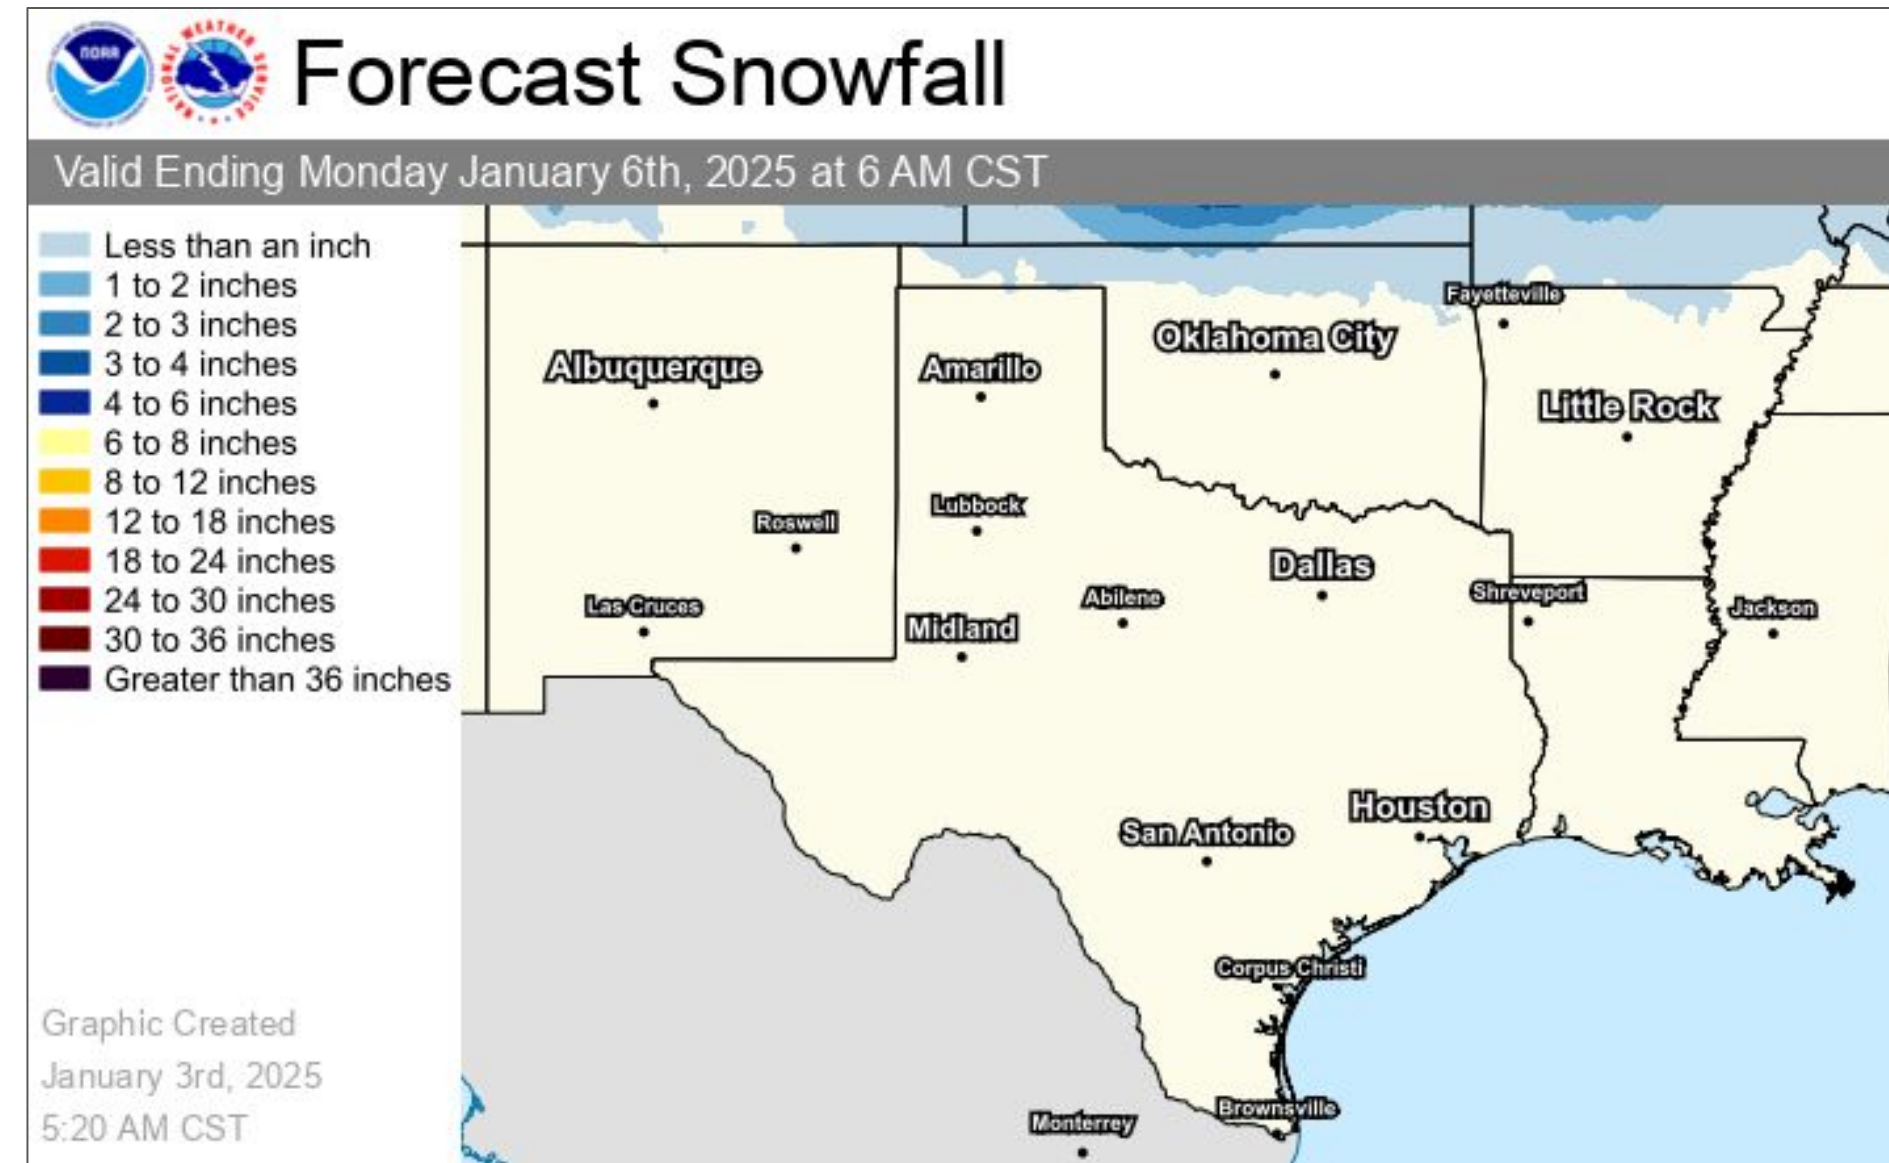 noaa
NATIONAL WEATHER SERVICE
Forecast Snowfall
Valid Ending Monday January 6th, 2025 at 6 AM CST
Less than an inch
1 to 2 inches
2 to 3 inches
3 to 4 inches
4 to 6 inches
6 to 8 inches
8 to 12 inches
12 to 18 inches
18 to 24 inches
24 to 30 inches
30 to 36 inches
Greater than 36 inches
Fayetteville
Oklahoma City
Albuquerque
Amarillo
Little Rock
Lubbock
Roswell
Dallas
Shreveport
Abilene
Las Cruces
Jackson
Midland
Houston
San Antonio
Corpus Christi
Brownsville
Monterrey
Graphic Created
January 3rd, 2025
5:20 AM CST